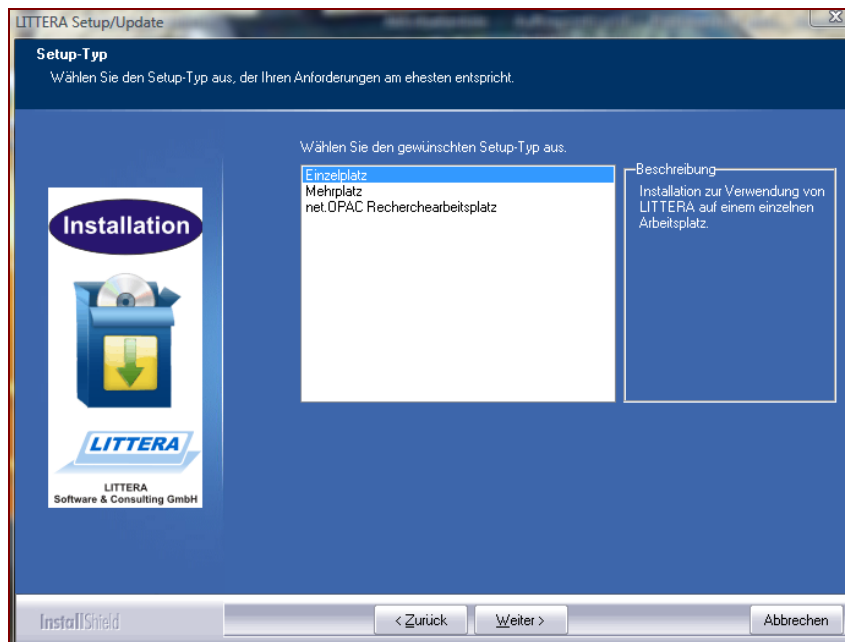 LITTERA Setup/Update
Setup-Typ
Wählen Sie den Setup-Typ aus, der Ihren Anforderungen am ehesten entspricht.
Wählen Sie den gewünschten Setup-Typ aus.
Einzelplatz
Mehrplatz
net.OPAC Recherchearbeitsplatz
Beschreibung
Installation zur Verwendung von
LITTERA auf einem einzelnen
Arbeitsplatz.
Installation
LITTERA
LITTERA
Software & Consulting GmbH
InstallShield
< Zurück
Weiter >
Abbrechen